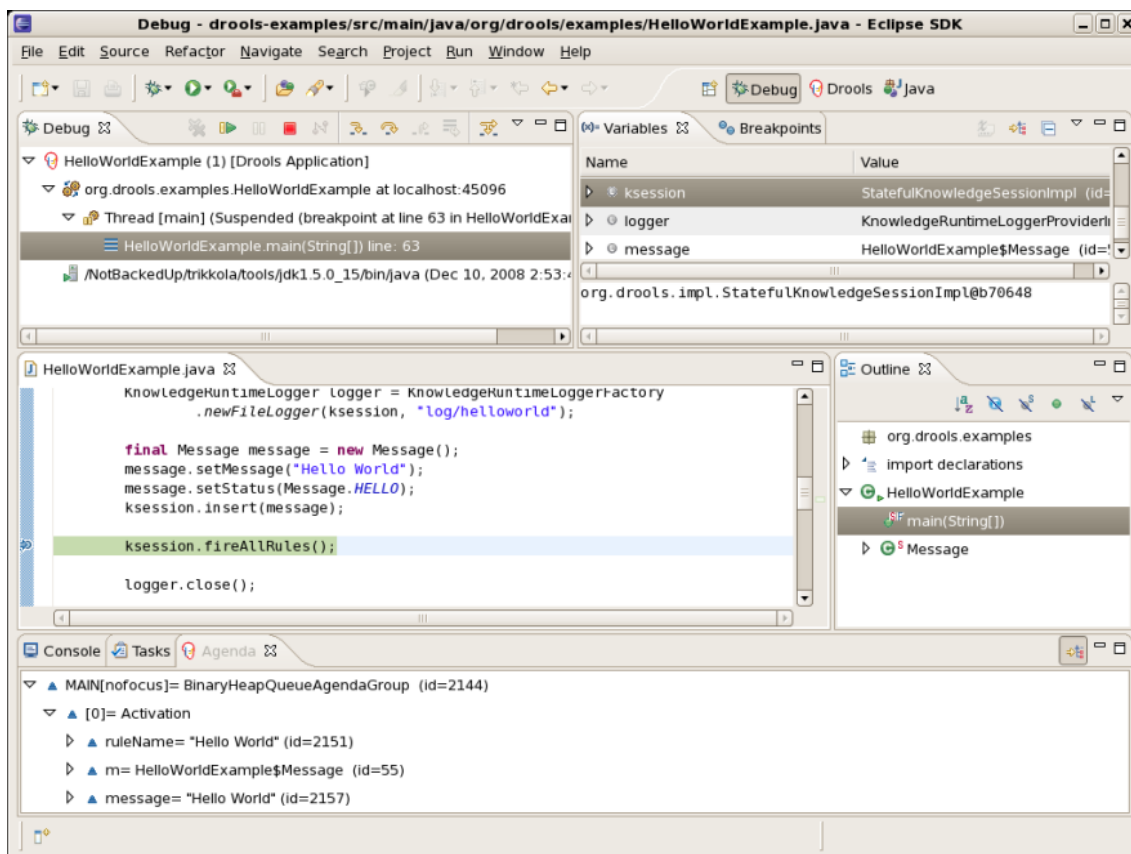 Debug - drools-examples/src/main/java/org/drools/examples/HelloWorldExample.java - Eclipse SDK
File Edit Source Refactor Navigate Search Project Run Window Help
Debug Drools Java
Debug
HelloWorldExample (1) [Drools Application]
org.drools.examples.HelloWorldExample at localhost:45096
Thread [main] (Suspended (breakpoint at line 63 in HelloWorldExa
HelloWorldExample.main(String[]) line: 63
/NotBackedUp/trikkola/tools/jdk1.5.0_15/bin/java (Dec 10, 2008 2:53:4
(x)= Variables Breakpoints
Name Value
ksession StatefulKnowledgeSessionImpl (id=
logger KnowledgeRuntimeLoggerProviderI
message HelloWorldExample$Message (id=
org.drools.impl.StatefulKnowledgeSessionImpl@b70648
HelloWorldExample.java
KnowledgeRuntimeLogger logger = KnowledgeRuntimeLoggerFactory
.newFileLogger(ksession, "log/helloworld");
final Message message = new Message();
message.setMessage("Hello World");
message.setStatus(Message.HELLO);
ksession.insert(message);
ksession.fireAllRules();
logger.close();
Outline
org.drools.examples
import declarations
HelloWorldExample
main(String[])
Message
Console Tasks Agenda
MAIN[nofocus]= BinaryHeapQueueAgendaGroup (id=2144)
[0]= Activation
ruleName= "Hello World" (id=2151)
m= HelloWorldExample$Message (id=55)
message= "Hello World" (id=2157)